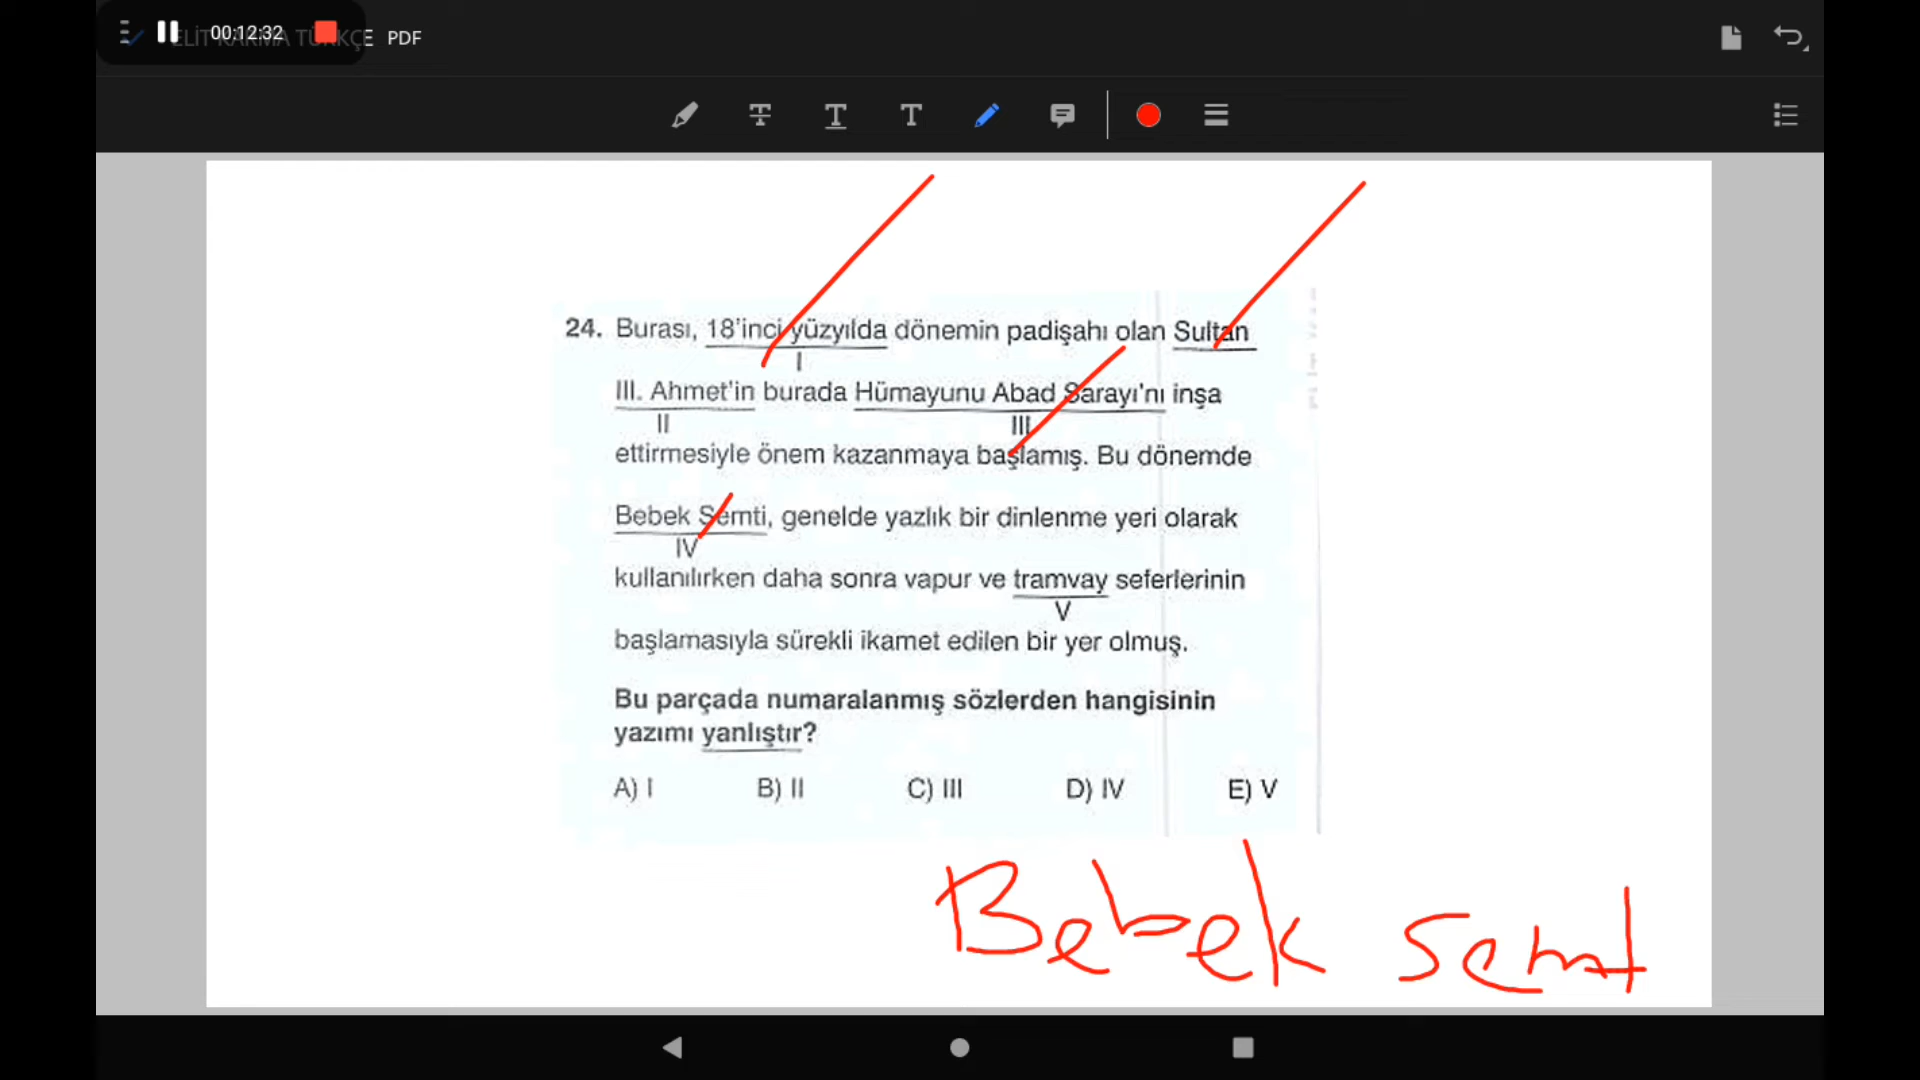 00:12:32
ELİT KARMA TÜRKÇE PDF
24. Burası, 18'inci yüzyılda dönemin padişahı olan Sultan
I
III. Ahmet'in burada Hümayunu Abad Sarayı'nı inşa
II III
ettirmesiyle önem kazanmaya başlamış. Bu dönemde
Bebek Semti, genelde yazlık bir dinlenme yeri olarak
IV
kullanılırken daha sonra vapur ve tramvay seferlerinin
V
başlamasıyla sürekli ikamet edilen bir yer olmuş.
Bu parçada numaralanmış sözlerden hangisinin
yazımı yanlıştır?
A) I B) II C) III D) IV E) V
Bebek semt